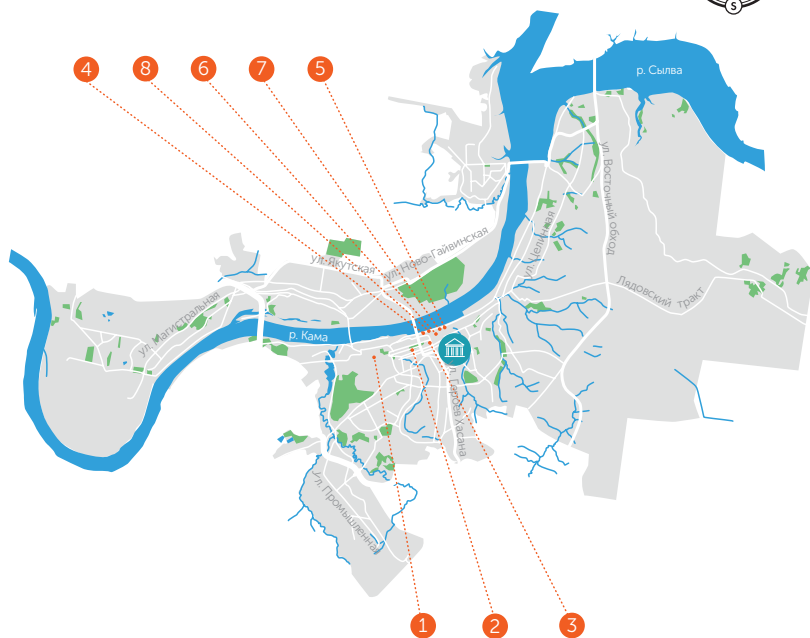 S
4
8
6
7
5
р. Сылва
ул. Восточный обход
ул. Целинная
ул. Ново-Гайвинская
ул. Якутская
Лядовский тракт
ул. Магистральная
р. Кама
ул. Героев Хасана
ул. Промышленная
1
2
3